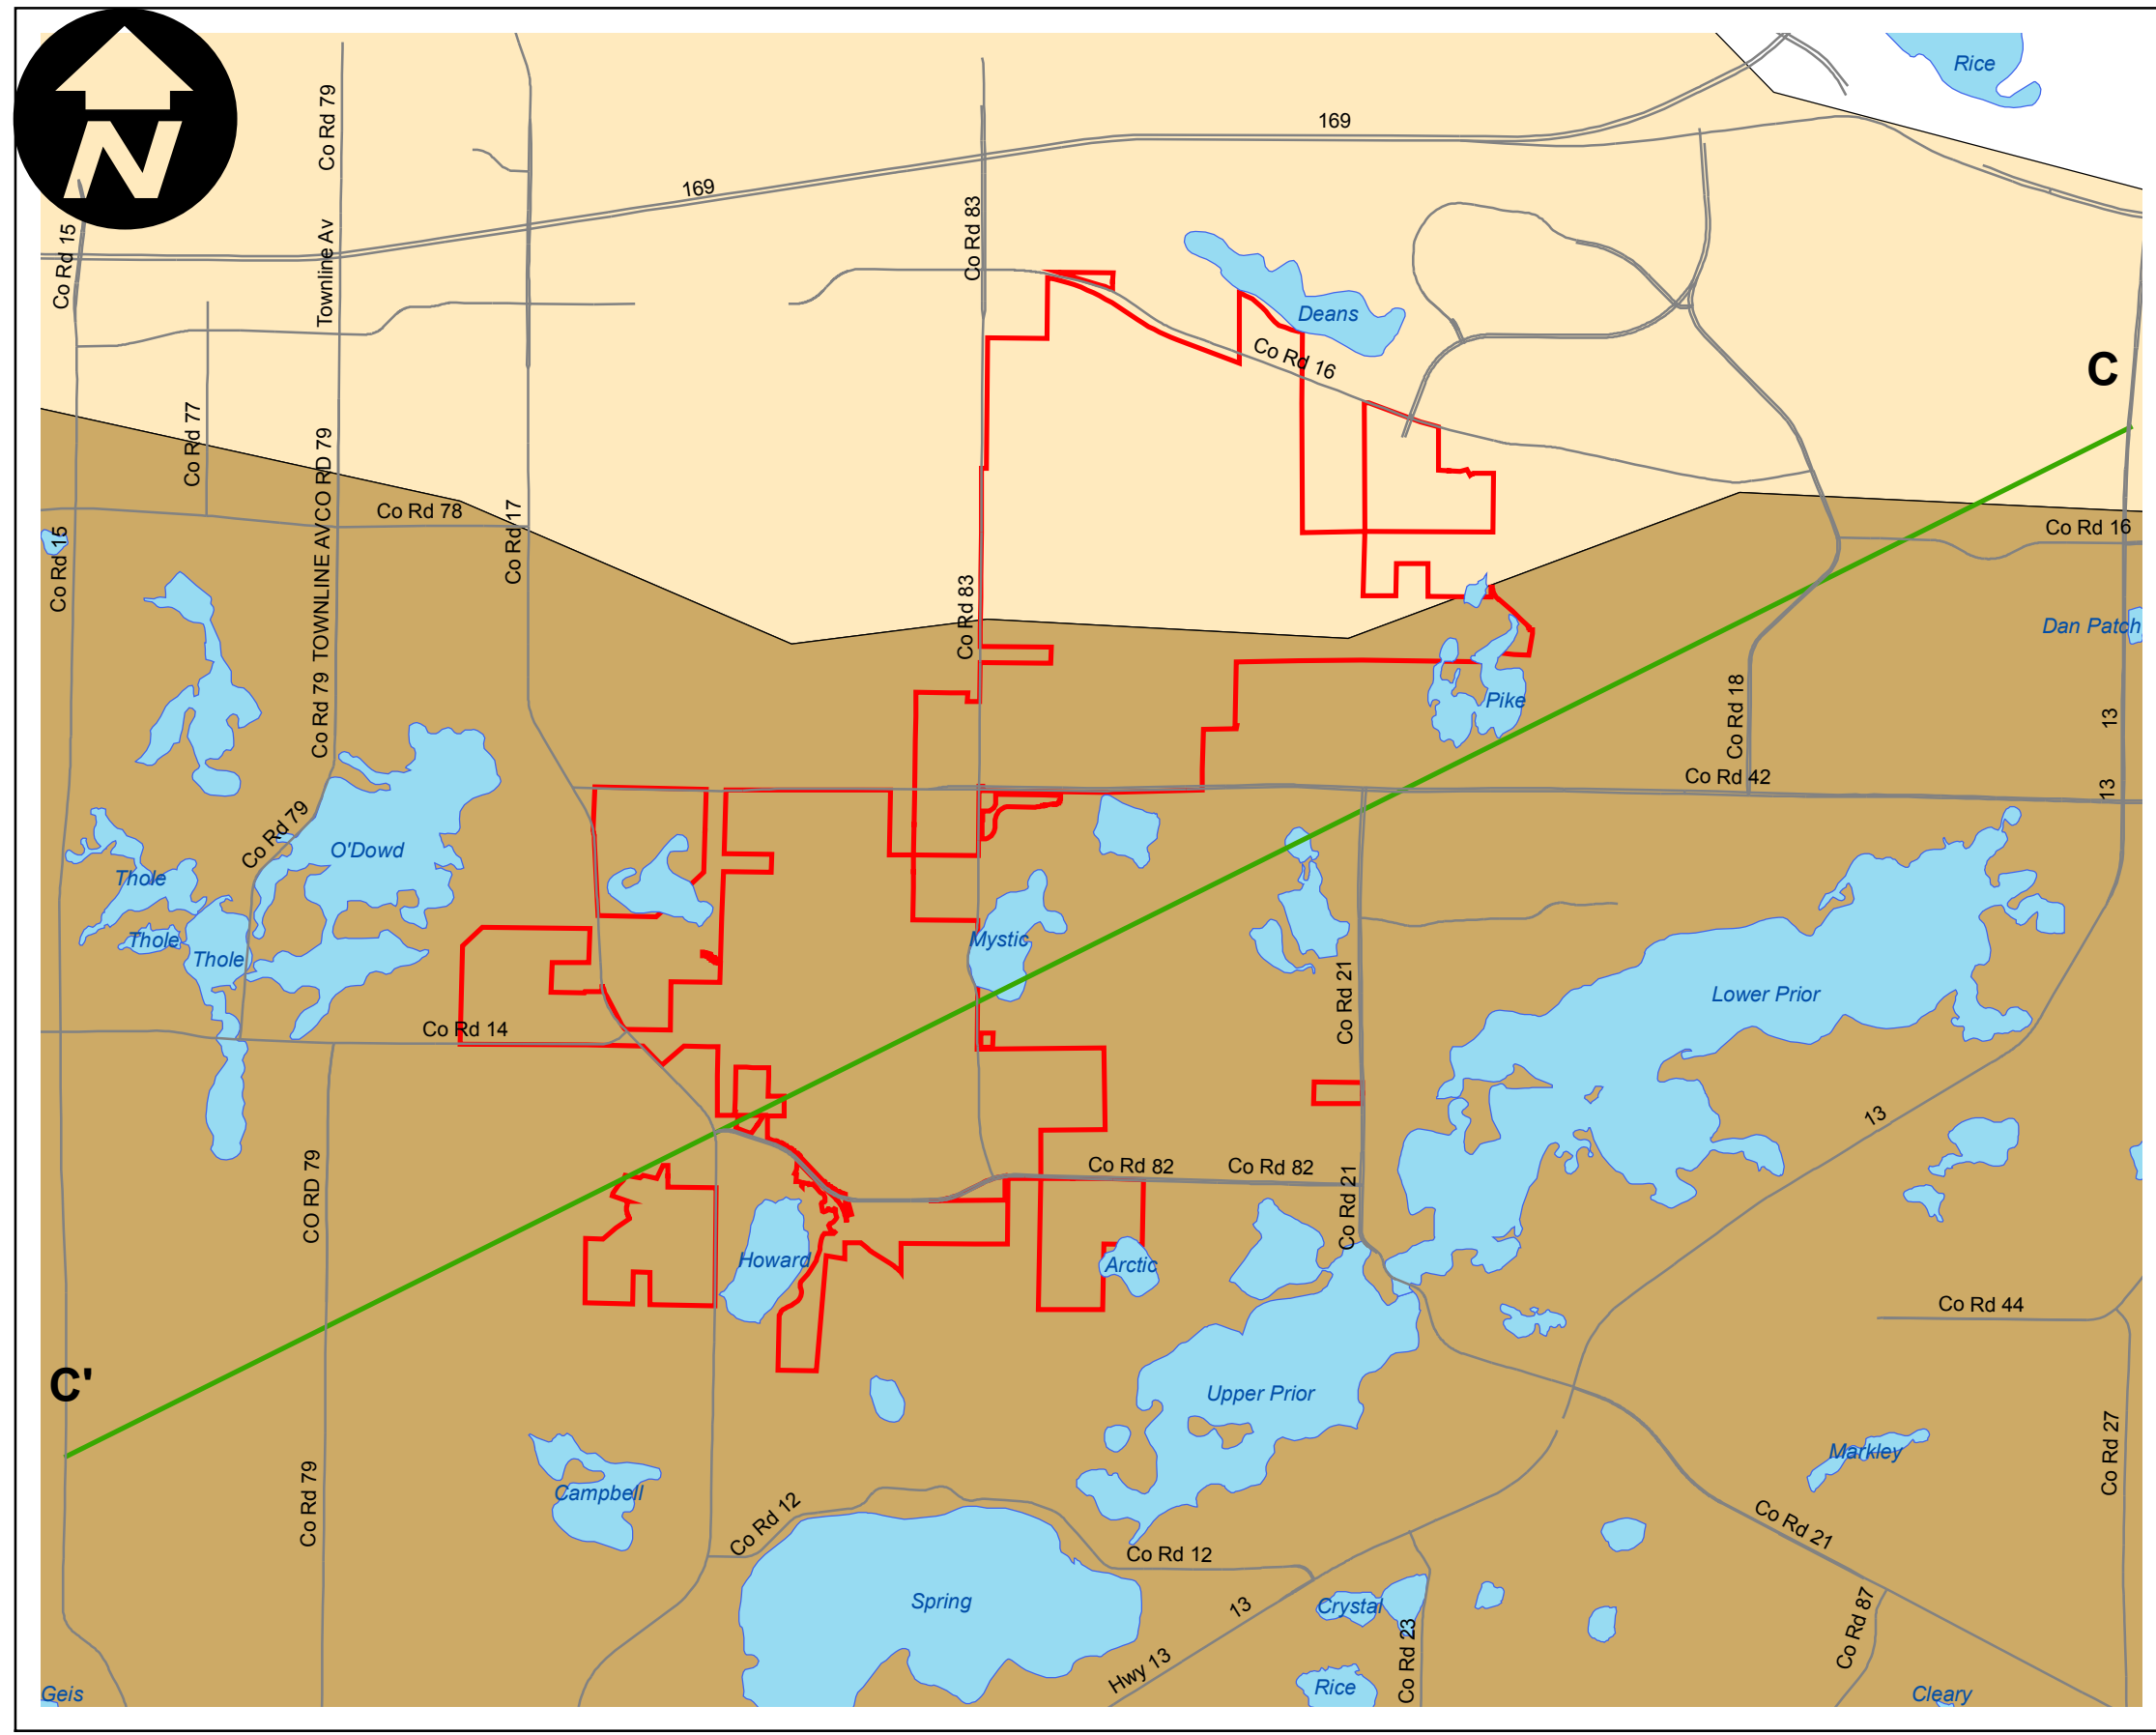 N
Rice
Co Rd 79
169
169
Co Rd 15
Townline Av
Co Rd 83
Deans
Co Rd 16
C
Co Rd 77
TOWNLINE AVCO RD 79
Co Rd 78
Co Rd 17
Co Rd 15
Co Rd 16
Co Rd 83
Dan Patch
Co Rd 79
Pike
Co Rd 18
13
Co Rd 42
13
Co Rd 79
O'Dowd
Thole
Thole
Thole
Mystic
Co Rd 21
Lower Prior
Co Rd 14
13
CO RD 79
Co Rd 82
Co Rd 82
Co Rd 21
Howard
Arctic
Co Rd 44
C'
Upper Prior
Markley
Co Rd 27
Campbell
Co Rd 79
Co Rd 12
Co Rd 21
Co Rd 12
Spring
13
Crystal
Co Rd 23
Co Rd 87
Hwy 13
Rice
Geis
Cleary